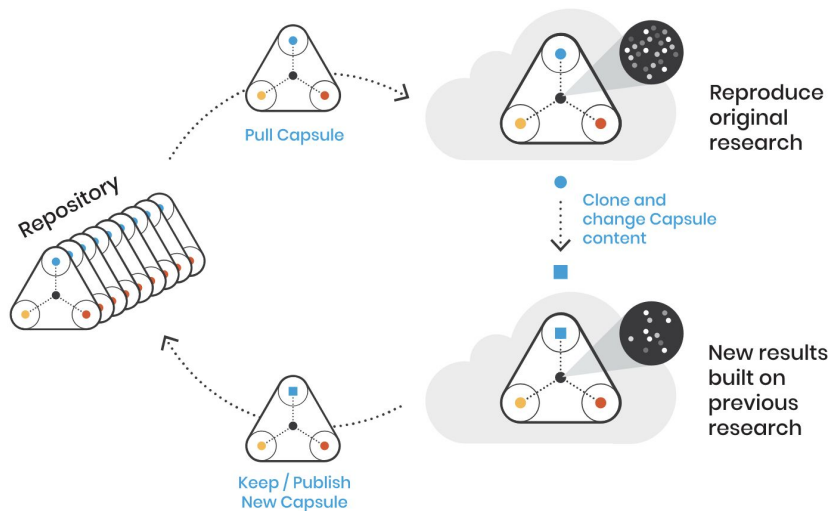 Pull Capsule
Reproduce
original
research
Repository
Clone and
change Capsule
content
New results
built on
previous
research
Keep / Publish
New Capsule